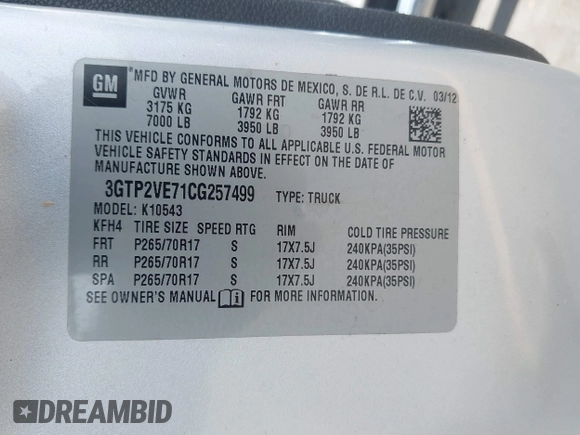 GM
*MFD BY GENERAL MOTORS DE MEXICO, S. DE R.L. DE C.V. 03/12
GVWR GAWR FRT GAWR RR
3175 KG 1792 KG 1792 KG
7000 LB 3950 LB 3950 LB
THIS VEHICLE CONFORMS TO ALL APPLICABLE U.S. FEDERAL MOTOR
VEHICLE SAFETY STANDARDS IN EFFECT ON THE DATE OF
MANUFACTURE SHOWN ABOVE.
3GTP2VE71CG257499 TYPE: TRUCK
MODEL: K10543
KFH4 TIRE SIZE SPEED RTG RIM COLD TIRE PRESSURE
FRT P265/70R17 S 17X7.5J 240KPA(35PSI)
RR P265/70R17 S 17X7.5J 240KPA(35PSI)
SPA P265/70R17 S 17X7.5J 240KPA(35PSI)
SEE OWNER'S MANUAL FOR MORE INFORMATION.
DREAMBID